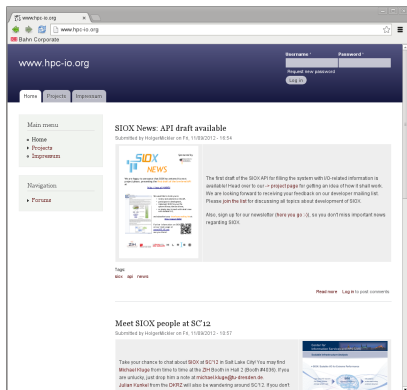 www.hpc-io.org
www.hpc-io.org
Bahn Corporate
www.hpc-io.org
Username *
Password *
Request new password
Log in
Home
Projects
Impressum
Main menu
Home
Projects
Impressum
Navigation
Forums
SIOX News: API draft available
Submitted by HolgerMickler on Fri, 11/09/2012 - 16:54
SIOX
NEWS
The first draft of the SIOX API for filling the system with I/O-related information is
available! Head over to our -> project page for getting an idea of how it shall work.
We are looking forward to receiving your feedback on our developer mailing list.
Please join the list for discussing all topics about development of SIOX.
Also, sign up for our newsletter (here you go :-)), so you don't miss important news
regarding SIOX.
Tags:
siox api news
Read more
Log in to post comments
Meet SIOX people at SC'12
Submitted by HolgerMickler on Fri, 11/09/2012 - 10:57
Take your chance to chat about SIOX at SC'12 in Salt Lake City! You may find
Michael Kluge from time to time at the ZIH Booth in Hall 2 (Booth #4036). If you
are unlucky, just drop him a note at michael.kluge@tu-dresden.de.
Julian Kunkel from the DKRZ will also be wandering around SC'12. If you don't